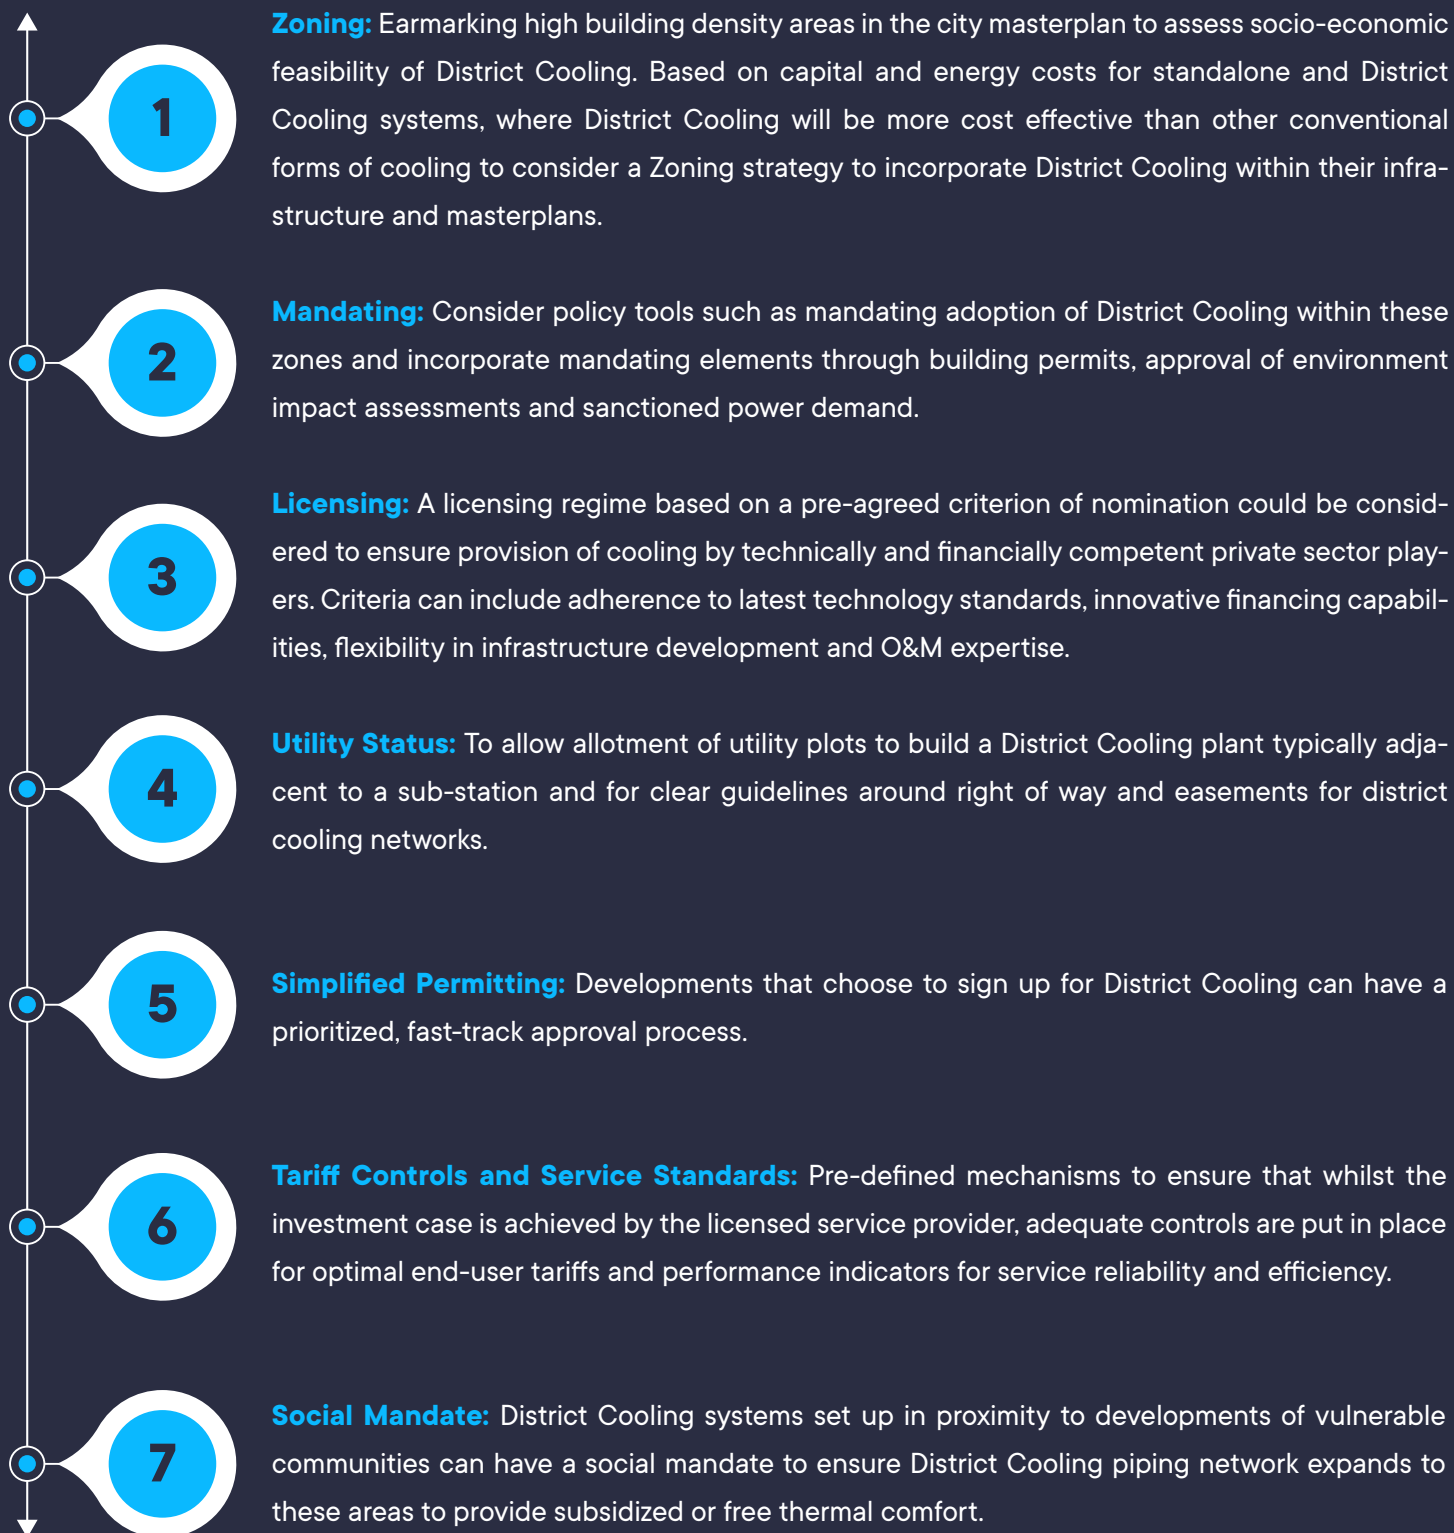 Zoning: Earmarking high building density areas in the city masterplan to assess socio-economic
feasibility of District Cooling. Based on capital and energy costs for standalone and District
Cooling systems, where District Cooling will be more cost effective than other conventional
forms of cooling to consider a Zoning strategy to incorporate District Cooling within their infra-
structure and masterplans.
1
Mandating: Consider policy tools such as mandating adoption of District Cooling within these
zones and incorporate mandating elements through building permits, approval of environment
impact assessments and sanctioned power demand.
2
Licensing: A licensing regime based on a pre-agreed criterion of nomination could be consid-
ered to ensure provision of cooling by technically and financially competent private sector play-
ers. Criteria can include adherence to latest technology standards, innovative financing capabil-
ities, flexibility in infrastructure development and O&M expertise.
3
Utility Status: To allow allotment of utility plots to build a District Cooling plant typically adja-
cent to a sub-station and for clear guidelines around right of way and easements for district
cooling networks.
4
Simplified Permitting: Developments that choose to sign up for District Cooling can have a
prioritized, fast-track approval process.
5
Tariff Controls and Service Standards: Pre-defined mechanisms to ensure that whilst the
investment case is achieved by the licensed service provider, adequate controls are put in place
for optimal end-user tariffs and performance indicators for service reliability and efficiency.
6
Social Mandate: District Cooling systems set up in proximity to developments of vulnerable
communities can have a social mandate to ensure District Cooling piping network expands to
these areas to provide subsidized or free thermal comfort.
7